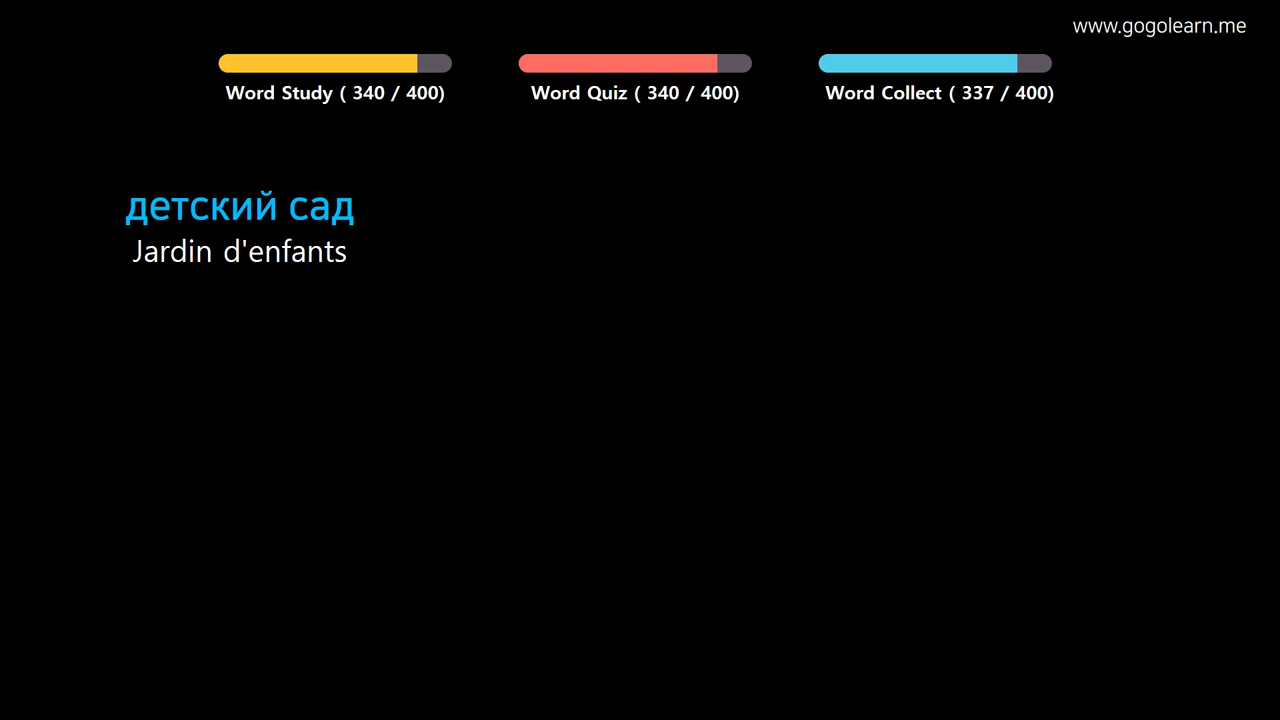 www.gogolearn.me
Word Study ( 340 / 400)
Word Quiz ( 340 / 400)
Word Collect ( 337 / 400)
детский сад
Jardin d'enfants